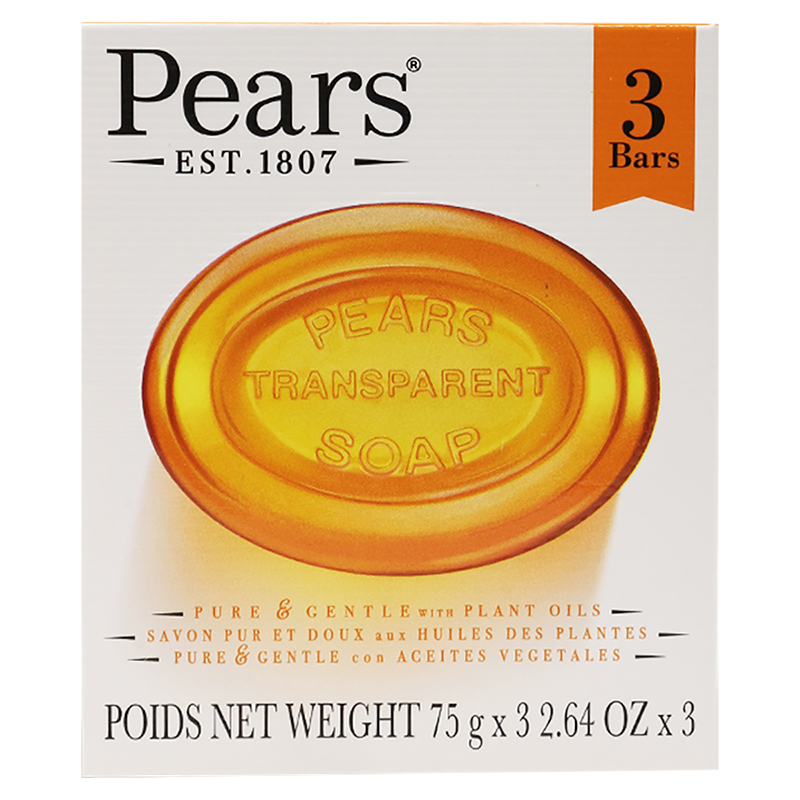 Pears®
EST.1807
3
Bars
PEARS
TRANSPARENT
SOAP
PURE & GENTLE WITH PLANT OILS
SAVON PUR ET DOUX aux HUILES DES PLANTES
PURE & GENTLE con ACEITES VEGETALES
POIDS NET WEIGHT 75 g x 3 2.64 OZ x 3